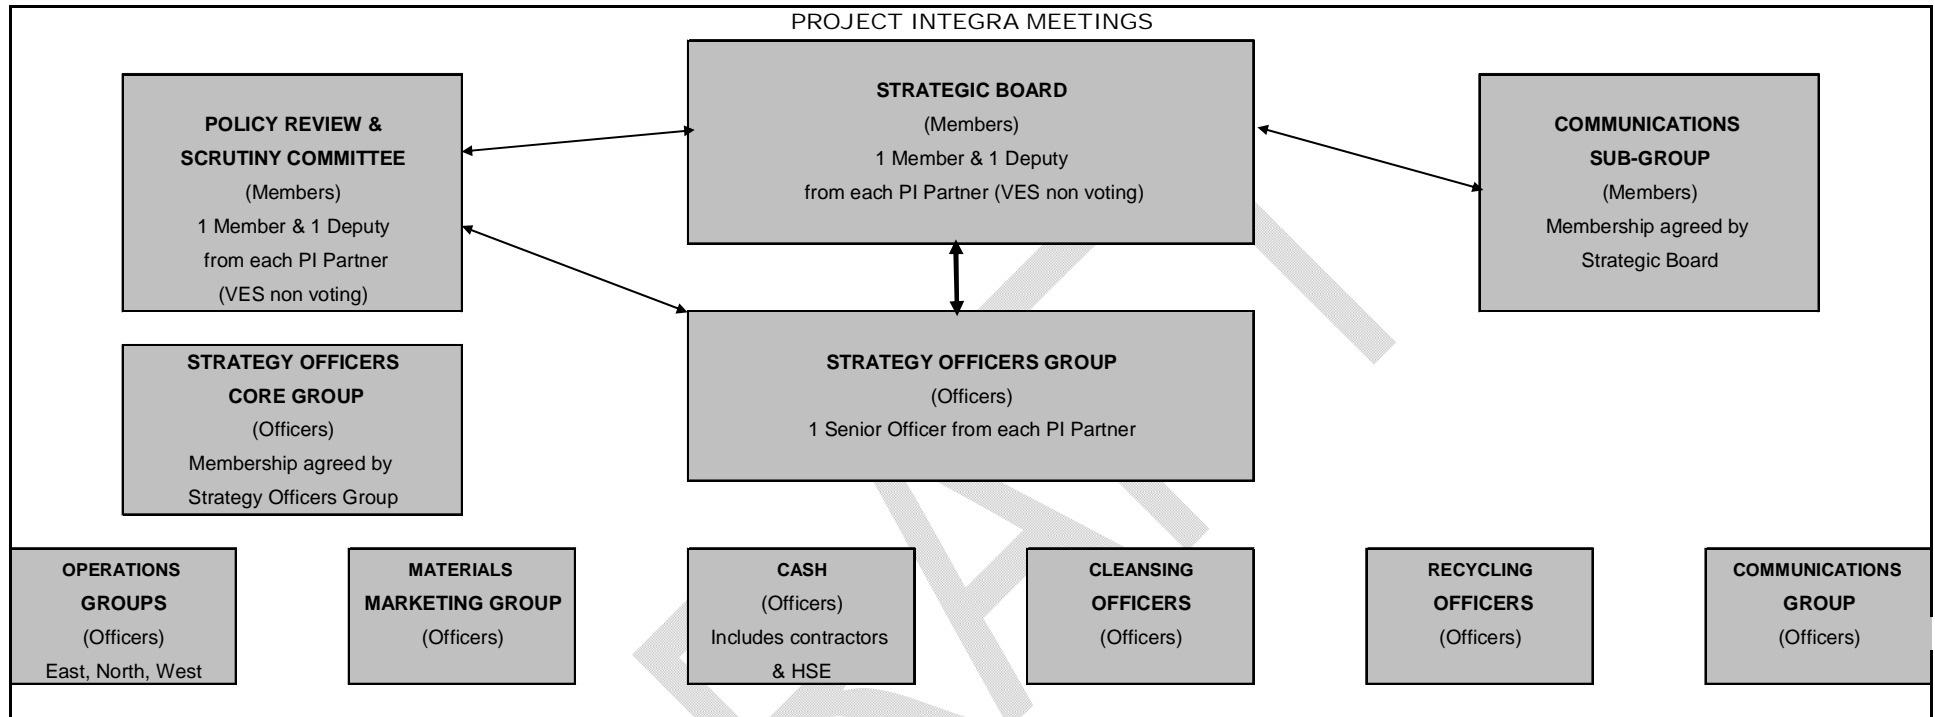 PROJECT INTEGRA MEETINGS
STRATEGIC BOARD
(Members)
1 Member & 1 Deputy
from each PI Partner (VES non voting)
POLICY REVIEW &
SCRUTINY COMMITTEE
(Members)
1 Member & 1 Deputy
from each PI Partner
(VES non voting)
COMMUNICATIONS
SUB-GROUP
(Members)
Membership agreed by
Strategic Board
STRATEGY OFFICERS
CORE GROUP
(Officers)
Membership agreed by
Strategy Officers Group
STRATEGY OFFICERS GROUP
(Officers)
1 Senior Officer from each PI Partner
OPERATIONS
GROUPS
(Officers)
East, North, West
MATERIALS
MARKETING GROUP
(Officers)
CASH
(Officers)
Includes contractors
& HSE
CLEANSING
OFFICERS
(Officers)
RECYCLING
OFFICERS
(Officers)
COMMUNICATIONS
GROUP
(Officers)